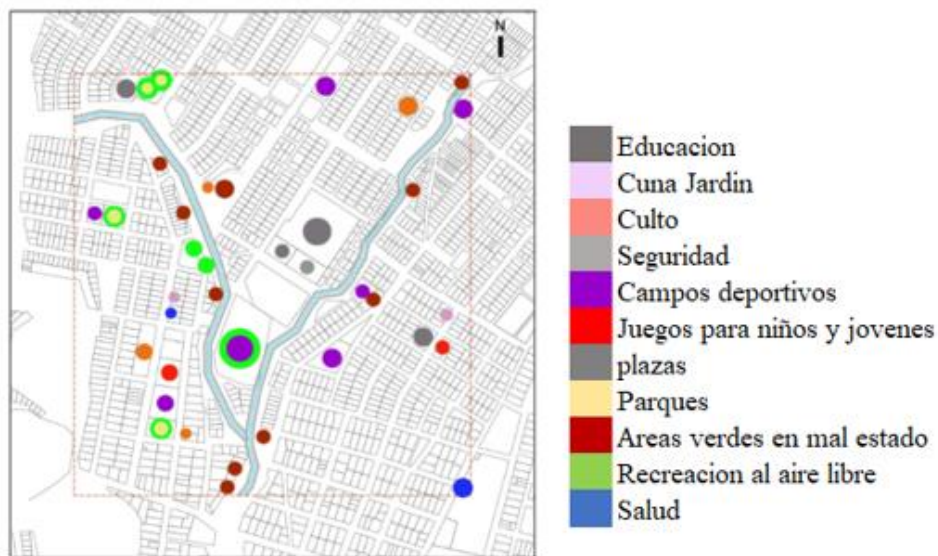 N
Educacion
Cuna Jardin
Culto
Seguridad
Campos deportivos
Juegos para niños y jovenes
plazas
Parques
Areas verdes en mal estado
Recreacion al aire libre
Salud